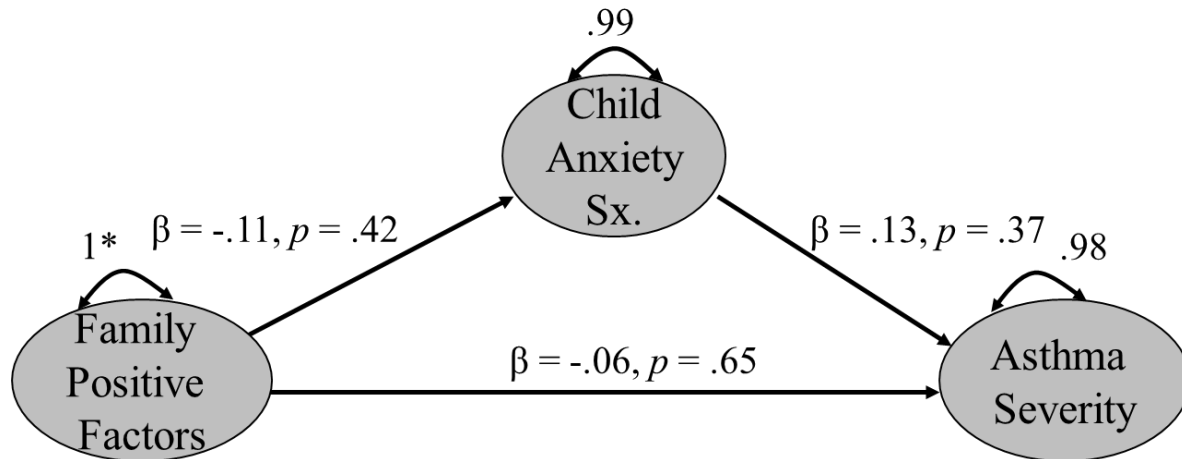 .99
Child
Anxiety
Sx.
β = -.11, p = .42
1*
β = .13, p = .37
.98
Family
Positive
Factors
β = -.06, p = .65
Asthma
Severity